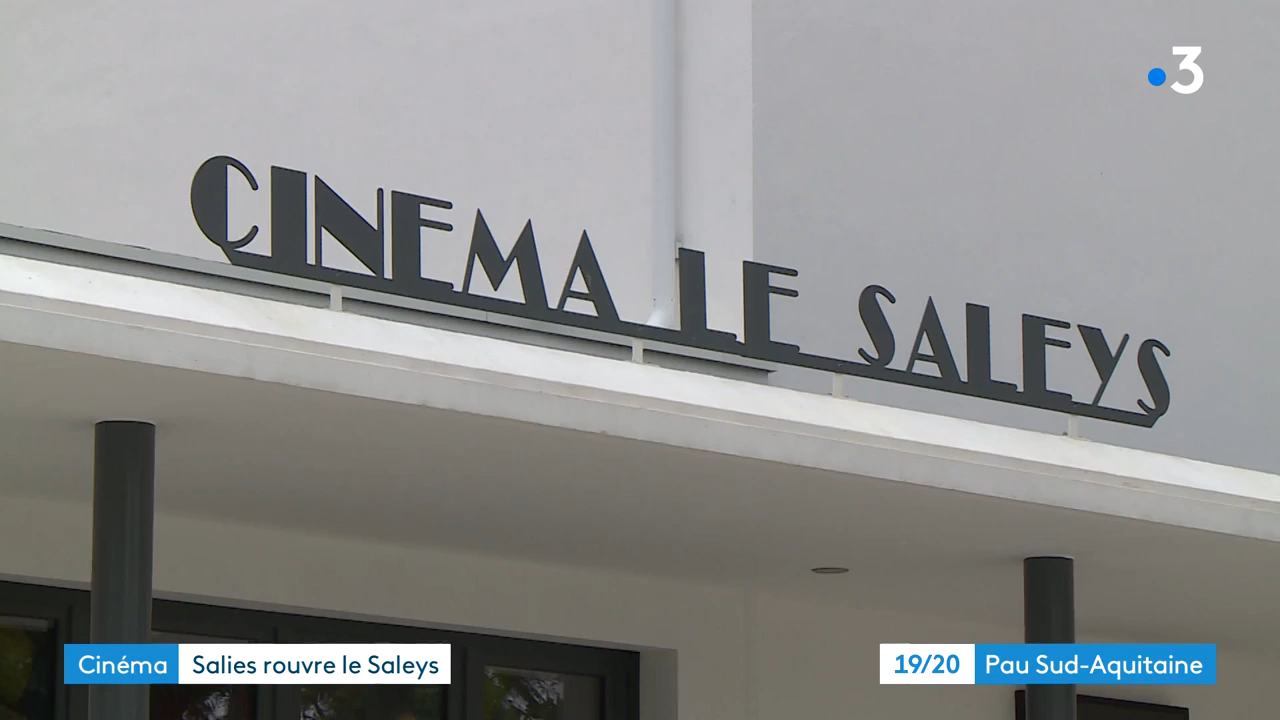 3
CINEMA LE SALEYS
Cinéma Salies rouvre le Saleys
19/20 Pau Sud-Aquitaine